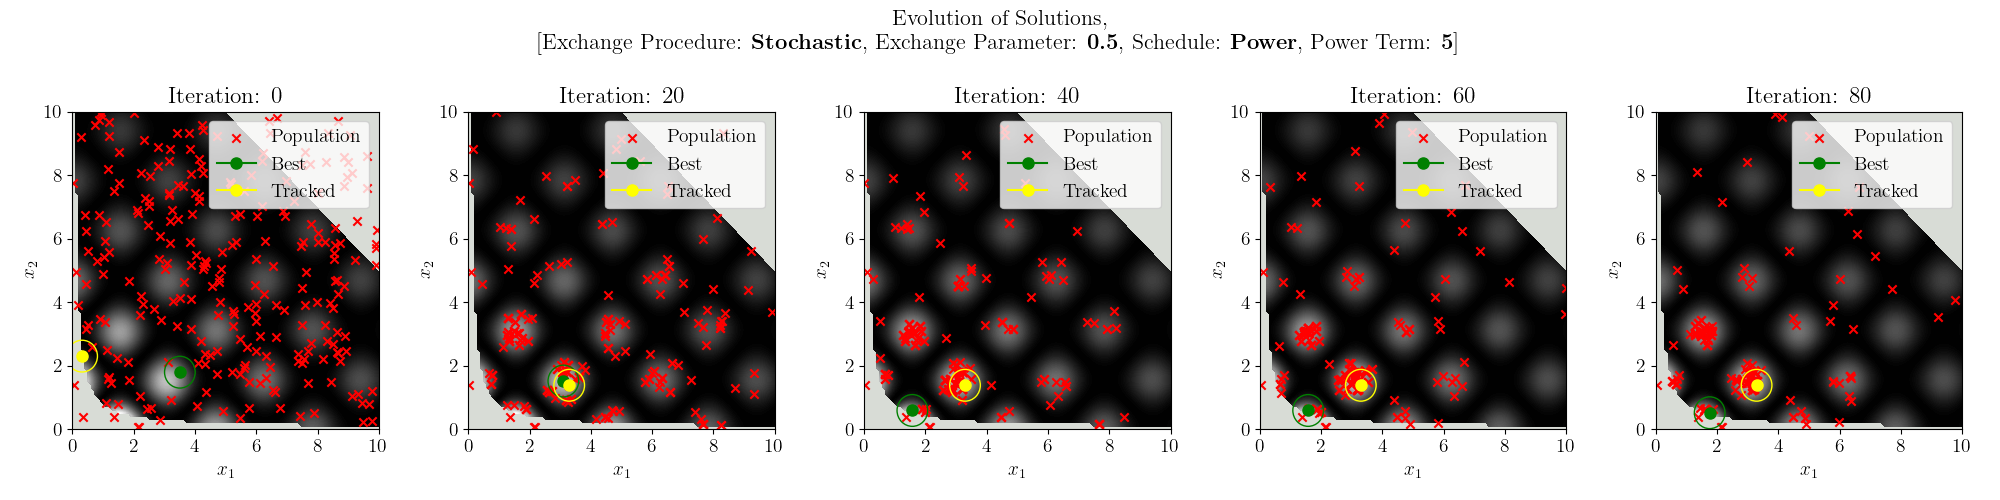 Evolution of Solutions,
[Exchange Procedure: Stochastic, Exchange Parameter: 0.5, Schedule: Power, Power Term: 5]
Iteration: 0
Population
Best
Tracked
10
8
6
4
2
0
x2
0 2 4 6 8 10
x1
Iteration: 20
Population
Best
Tracked
10
8
6
4
2
0
x2
0 2 4 6 8 10
x1
Iteration: 40
Population
Best
Tracked
10
8
6
4
2
0
x2
0 2 4 6 8 10
x1
Iteration: 60
Population
Best
Tracked
10
8
6
4
2
0
x2
0 2 4 6 8 10
x1
Iteration: 80
Population
Best
Tracked
10
8
6
4
2
0
x2
0 2 4 6 8 10
x1